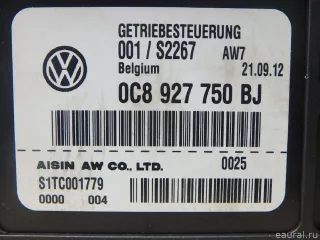 GETRIEBESTEUERUNG
001 / S2267 AW7
Belgium 21.09.12
0C8 927 750 BJ
AISIN AW CO., LTD. 0025
S1TC001779
0000 004
eaural.ru